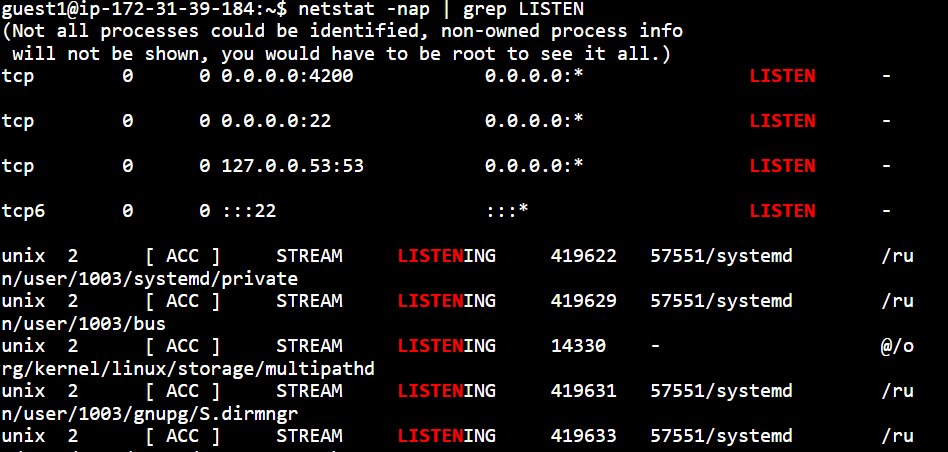 guest1@ip-172-31-39-184:~$ netstat -nap | grep LISTEN
(Not all processes could be identified, non-owned process info
 will not be shown, you would have to be root to see it all.)
tcp        0      0 0.0.0.0:4200            0.0.0.0:*               LISTEN      -
tcp        0      0 0.0.0.0:22              0.0.0.0:*               LISTEN      -
tcp        0      0 127.0.0.53:53           0.0.0.0:*               LISTEN      -
tcp6       0      0 :::22                   :::*                    LISTEN      -
unix  2      [ ACC ]     STREAM     LISTENING     419622   57551/systemd        /ru
n/user/1003/systemd/private
unix  2      [ ACC ]     STREAM     LISTENING     419629   57551/systemd        /ru
n/user/1003/bus
unix  2      [ ACC ]     STREAM     LISTENING     14330    -                    @/o
rg/kernel/linux/storage/multipathd
unix  2      [ ACC ]     STREAM     LISTENING     419631   57551/systemd        /ru
n/user/1003/gnupg/S.dirmngr
unix  2      [ ACC ]     STREAM     LISTENING     419633   57551/systemd        /ru